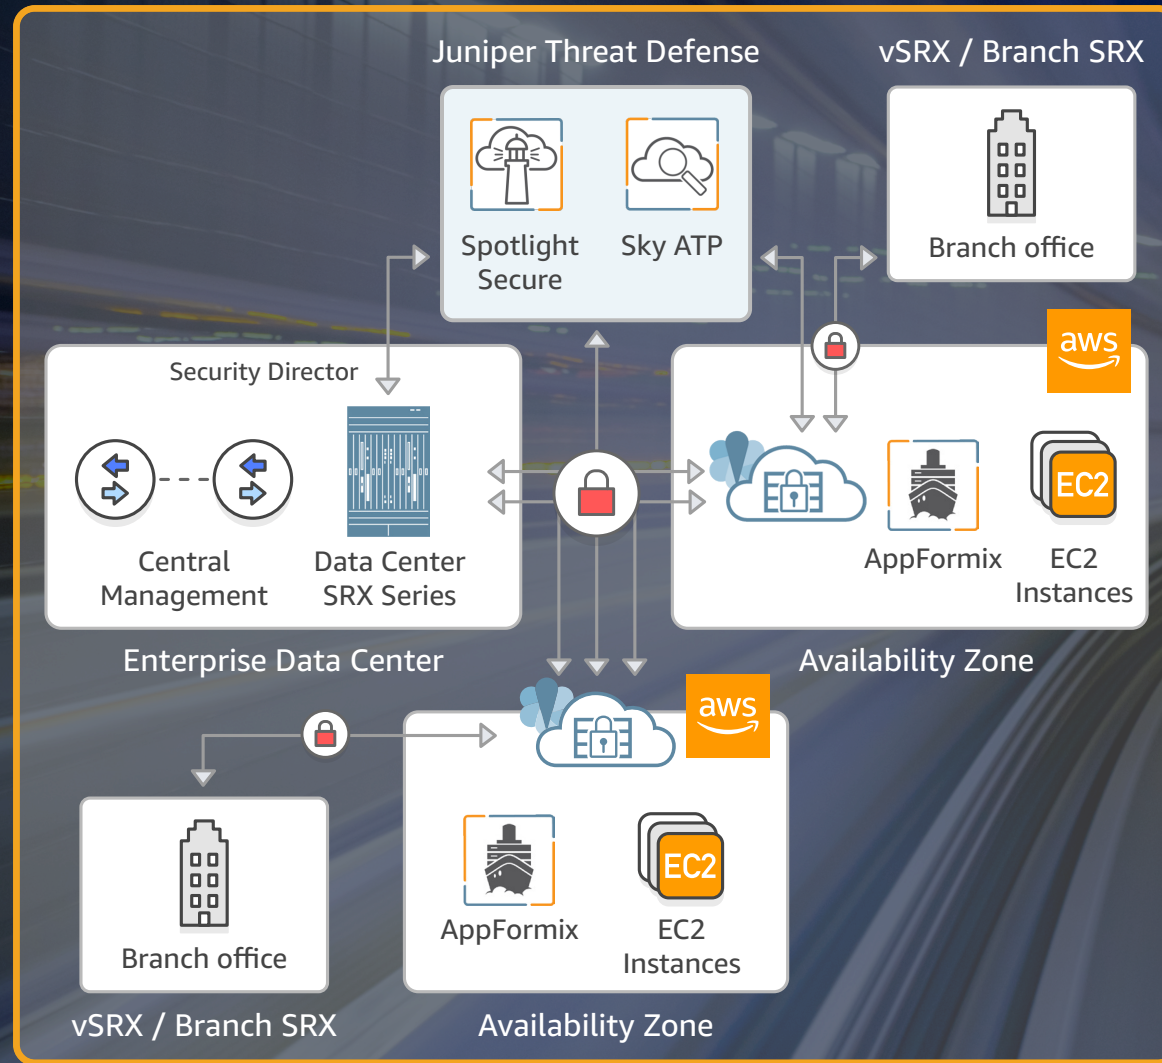 Juniper Threat Defense
vSRX / Branch SRX
Spotlight
Secure
Sky ATP
Branch office
aws
Security Director
EC2
Central
Management
Data Center
SRX Series
AppFormix
EC2
Instances
Enterprise Data Center
Availability Zone
aws
EC2
Branch office
AppFormix
EC2
Instances
vSRX / Branch SRX
Availability Zone